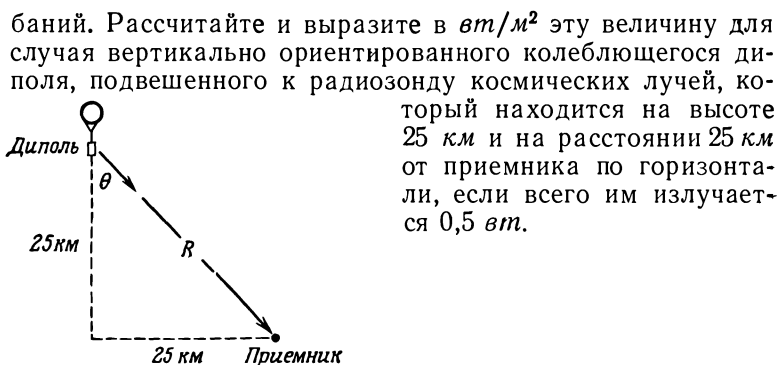 баний. Рассчитайте и выразите в вт/м² эту величину для
случая вертикально ориентированного колеблющегося ди-
поля, подвешенного к радиозонду космических лучей, ко-
торый находится на высоте
25 км и на расстоянии 25 км
от приемника по горизонта-
ли, если всего им излучает-
ся 0,5 вт.
Диполь
θ
25км
R
25 км Приемник